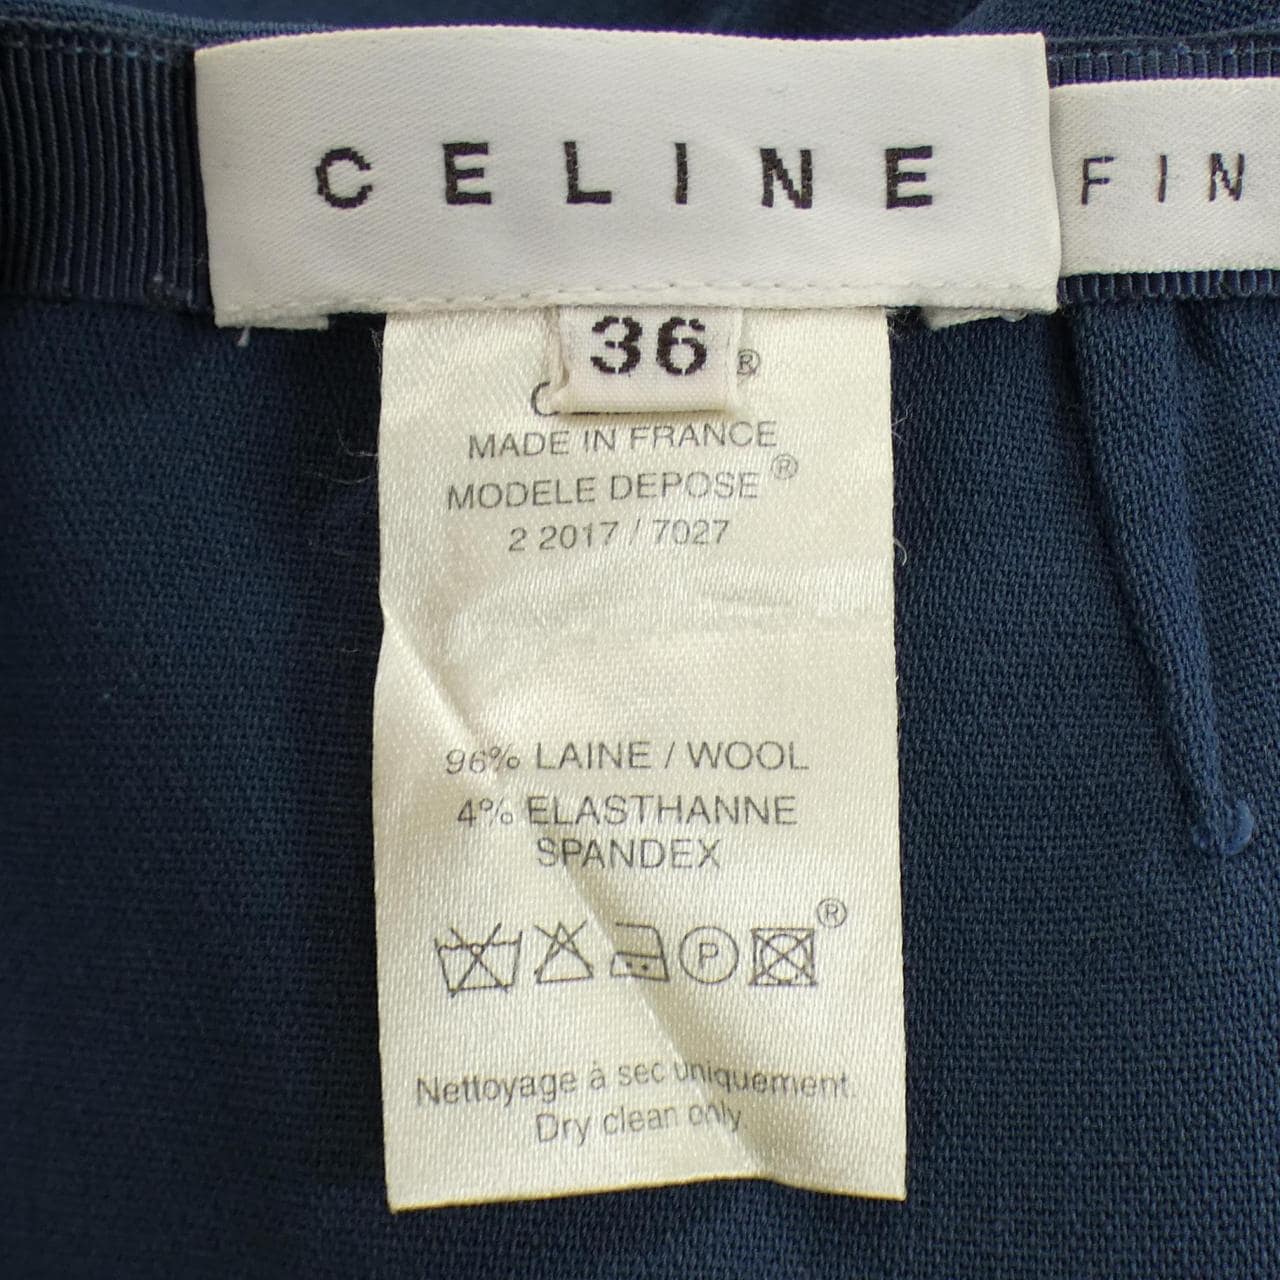 CELINE
FIN
36
®
MADE IN FRANCE
MODELE DEPOSE ®
2 2017 / 7027
96% LAINE / WOOL
4% ELASTHANNE
SPANDEX
P ®
Nettoyage à sec uniquement.
Dry clean only.